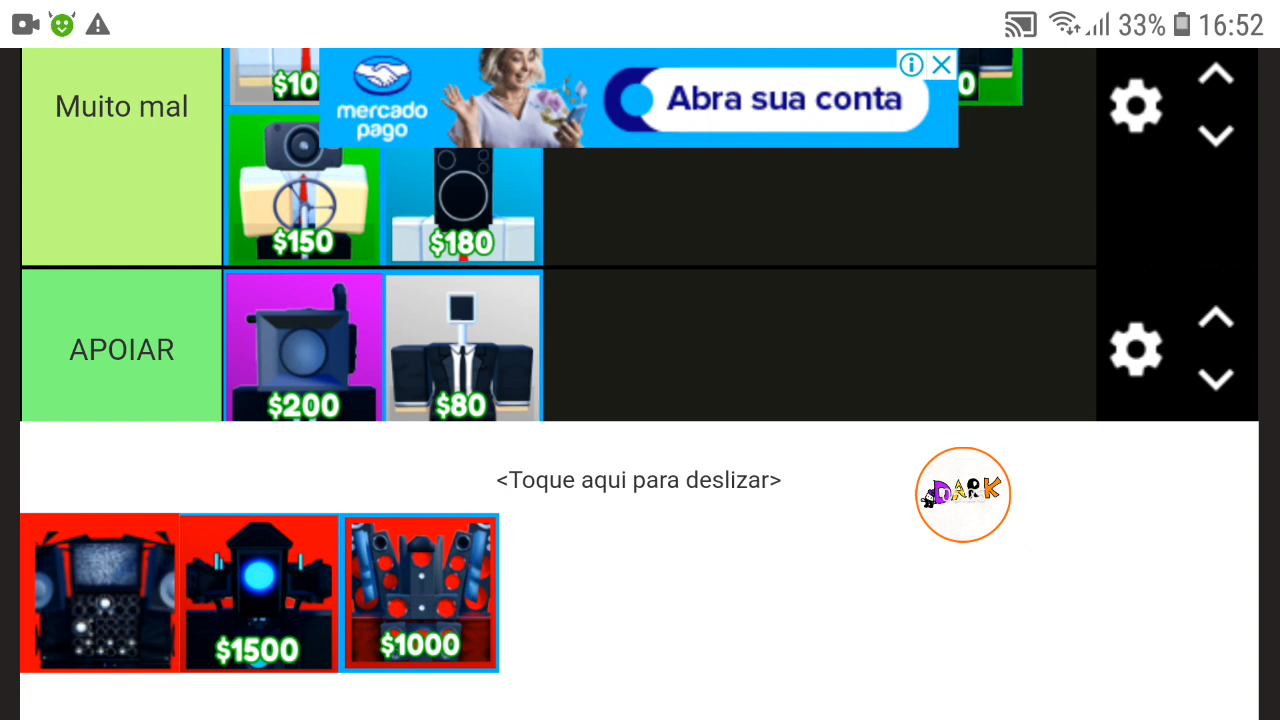 33% 16:52
Muito mal
$10
mercado
pago
Abra sua conta
0
$150
$180
APOIAR
$200
$80
<Toque aqui para deslizar>
DARK
$1500
$1000